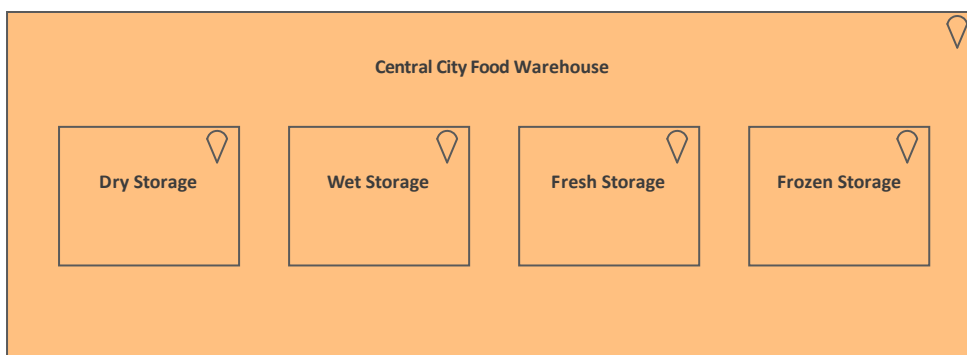 Central City Food Warehouse
Dry Storage
Wet Storage
Fresh Storage
Frozen Storage